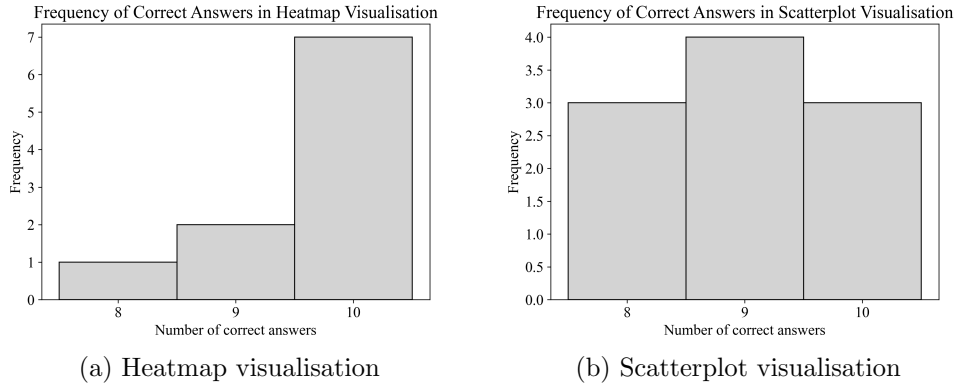 Frequency of Correct Answers in Heatmap Visualisation
7
6
5
4
3
2
1
0
Frequency
8 9 10
Number of correct answers
(a) Heatmap visualisation
Frequency of Correct Answers in Scatterplot Visualisation
4.0
3.5
3.0
2.5
2.0
1.5
1.0
0.5
0.0
Frequency
8 9 10
Number of correct answers
(b) Scatterplot visualisation